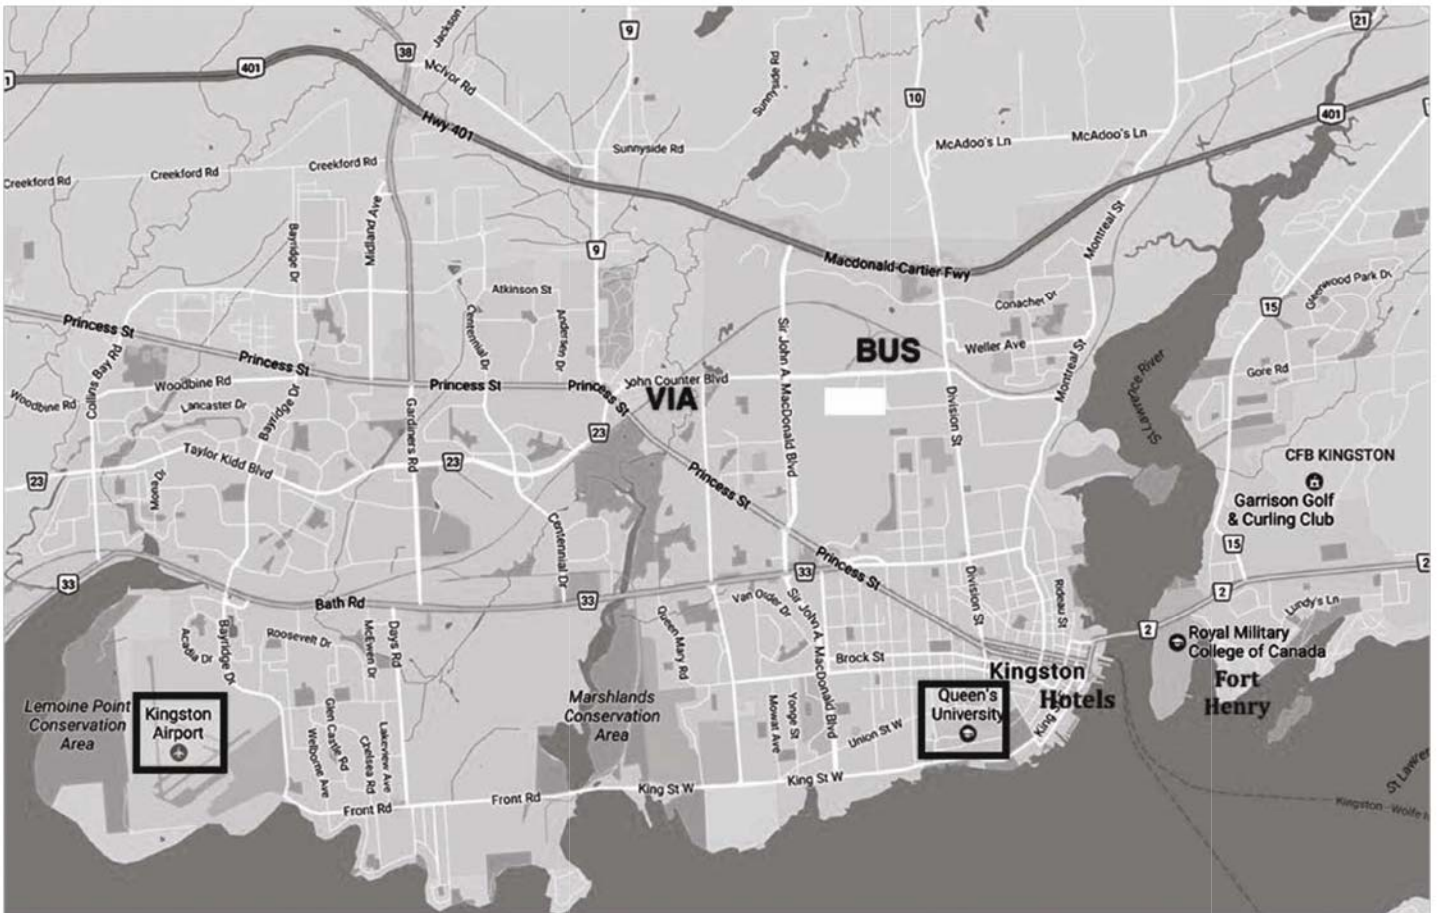 1
401
38
Jackson
9
21
McIvor Rd
Sunnyside Rd
10
401
Hwy 401
McAdoo's Ln
McAdoo's Ln
Sunnyside Rd
Creekford Rd
Creekford Rd
Creekford Rd
Midland Ave
Bayridge Dr
Montreal St
9
Macdonald-Cartier Fwy
Atkinson St
Conacher Dr
Glenwood Park Dr
15
Princess St
Centennial Dr
Andersen Dr
Sir John A. MacDonald Blvd
BUS
Weller Ave
St Lawrence River
Collins Bay Rd
Princess St
Woodbine Rd
Princess St
Princess St
John Counter Blvd
VIA
Montreal St
Gore Rd
Woodbine Rd
Lancaster Dr
Bayridge Dr
Gardiners Rd
Division St
23
Taylor Kidd Blvd
23
23
Mona Dr
Princess St
CFB KINGSTON
Garrison Golf
& Curling Club
Centennial Dr
15
Princess St
33
33
33
Bath Rd
2
2
Division St
Rideau St
Van Order Dr
Sir John A. MacDonald Blvd
Lundy's Ln
2
Royal Military
College of Canada
Acadia Dr
Bayridge Dr
Roosevelt Dr
McEwen Dr
Days Rd
Queen Mary Rd
Brock St
Kingston
Hotels
Fort
Henry
Lemoine Point
Conservation
Area
Kingston
Airport
Marshlands
Conservation
Area
Queen's
University
Glen Castle Rd
Welborne Ave
Chelsea Rd
Lakeview Ave
Mowat Ave
Yonge St
Union St W
King
King St W
King St W
Front Rd
Front Rd
St Lawren
Kingston - Wolfe I